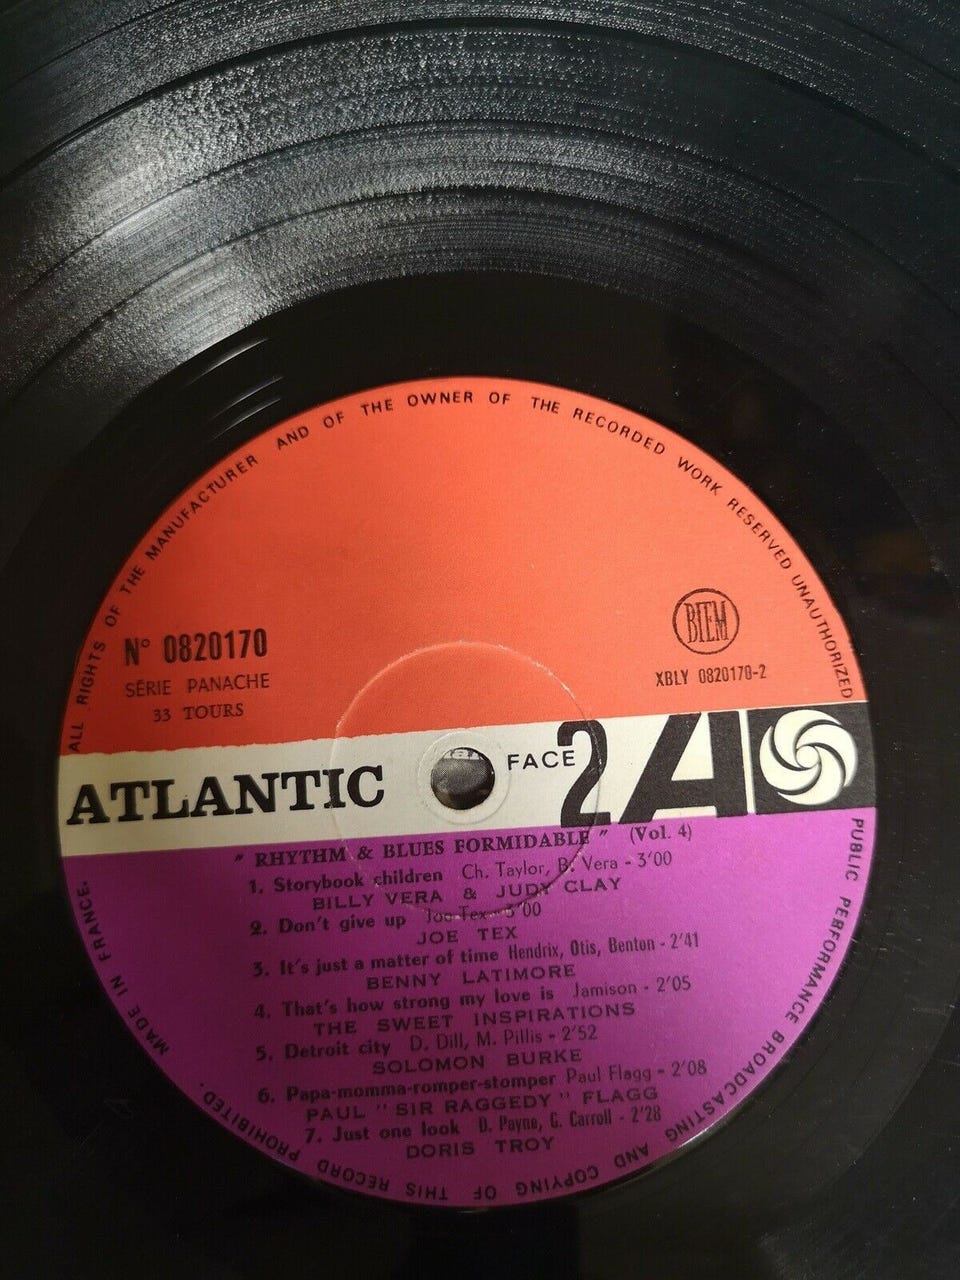 ALL RIGHTS OF THE MANUFACTURER AND OF THE OWNER OF THE RECORDED WORK RESERVED UNAUTHORIZED
PUBLIC PERFORMANCE BROADCASTING AND COPYING OF THIS RECORD PROHIBITED.
MADE IN FRANCE.
N° 0820170
SÉRIE PANACHE
33 TOURS
BIEM
XBLY 0820170-2
ATLANTIC
FACE 2
A
" RHYTHM & BLUES FORMIDABLE " (Vol. 4)
1. Storybook children Ch. Taylor, B. Vera - 3'00
BILLY VERA & JUDY CLAY
2. Don't give up Joe Tex - 3'00
JOE TEX
3. It's just a matter of time Hendrix, Otis, Benton - 2'41
BENNY LATIMORE
4. That's how strong my love is Jamison - 2'05
THE SWEET INSPIRATIONS
5. Detroit city D. Dill, M. Pillis - 2'52
SOLOMON BURKE
6. Papa-momma-romper-stomper Paul Flagg - 2'08
PAUL " SIR RAGGEDY " FLAGG
7. Just one look D. Payne, G. Carroll - 2'28
DORIS TROY